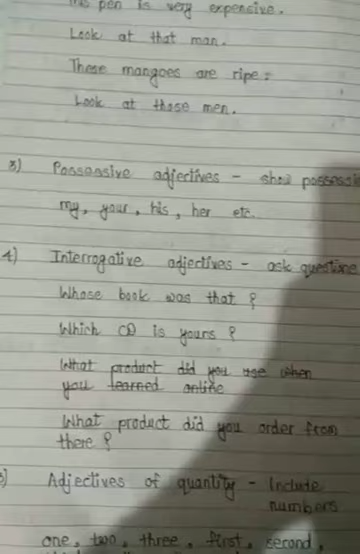 pen is very expensive.
Look at that man.
These mangoes are ripe.
Look at those men.
3) Possessive adjectives - show
my, your, his, her etc.
4) Interrogative adjectives - ask question
Whose book was that ?
Which CD is yours ?
What product did you use when
you learned online
What product did you order from
there ?
) Adjectives of quantity - Include
numbers
one, two, three, first, second,